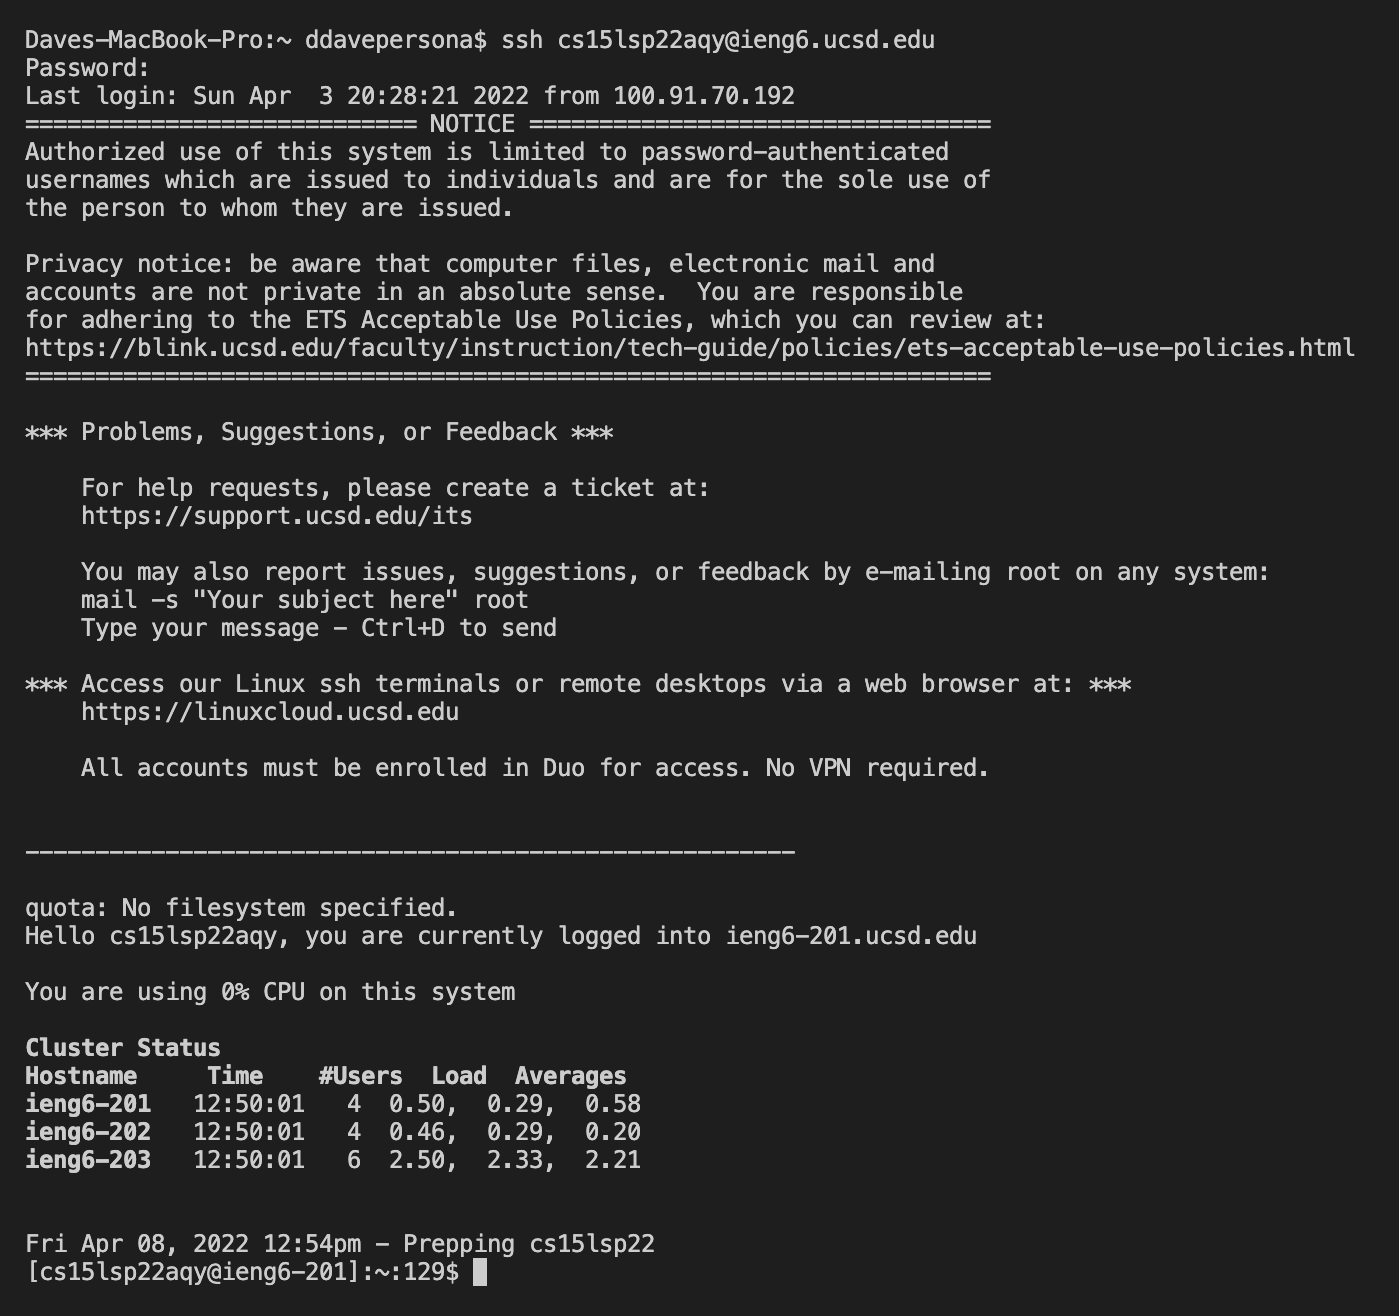 Daves-MacBook-Pro:~ ddavepersona$ ssh cs15lsp22aqy@ieng6.ucsd.edu
Password:
Last login: Sun Apr  3 20:28:21 2022 from 100.91.70.192
============================ NOTICE =================================
Authorized use of this system is limited to password-authenticated
usernames which are issued to individuals and are for the sole use of
the person to whom they are issued.

Privacy notice: be aware that computer files, electronic mail and
accounts are not private in an absolute sense.  You are responsible
for adhering to the ETS Acceptable Use Policies, which you can review at:
https://blink.ucsd.edu/faculty/instruction/tech-guide/policies/ets-acceptable-use-policies.html
=====================================================================

*** Problems, Suggestions, or Feedback ***

    For help requests, please create a ticket at:
    https://support.ucsd.edu/its

    You may also report issues, suggestions, or feedback by e-mailing root on any system:
    mail -s "Your subject here" root
    Type your message - Ctrl+D to send

*** Access our Linux ssh terminals or remote desktops via a web browser at: ***
    https://linuxcloud.ucsd.edu

    All accounts must be enrolled in Duo for access. No VPN required.


-------------------------------------------------------

quota: No filesystem specified.
Hello cs15lsp22aqy, you are currently logged into ieng6-201.ucsd.edu

You are using 0% CPU on this system

Cluster Status
Hostname     Time    #Users  Load  Averages
ieng6-201   12:50:01   4  0.50,  0.29,  0.58
ieng6-202   12:50:01   4  0.46,  0.29,  0.20
ieng6-203   12:50:01   6  2.50,  2.33,  2.21


Fri Apr 08, 2022 12:54pm - Prepping cs15lsp22
[cs15lsp22aqy@ieng6-201]:~:129$